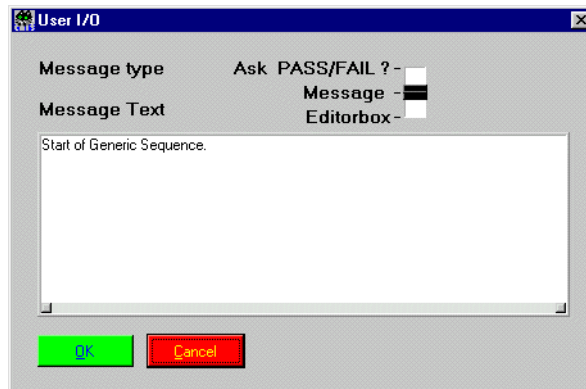 User I/O
Message type
Ask PASS/FAIL ? -
Message -
Editorbox -
Message Text
Start of Generic Sequence.
OK
Cancel